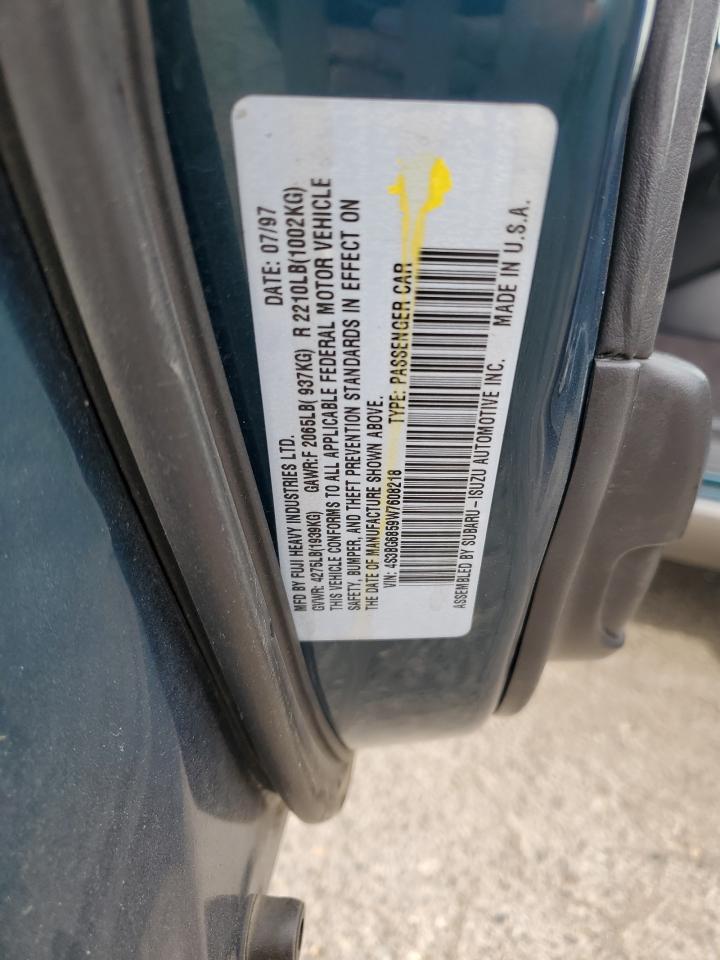 MFD BY FUJI HEAVY INDUSTRIES LTD. DATE: 07/97
GVWR: 4275LB(1939KG) GAWR:F 2065LB( 937KG) R 2210LB(1002KG)
THIS VEHICLE CONFORMS TO ALL APPLICABLE FEDERAL MOTOR VEHICLE
SAFETY, BUMPER, AND THEFT PREVENTION STANDARDS IN EFFECT ON
THE DATE OF MANUFACTURE SHOWN ABOVE.
VIN: 4S3BG6859W7608218 TYPE: PASSENGER CAR
ASSEMBLED BY SUBARU-ISUZU AUTOMOTIVE INC. MADE IN U.S.A.